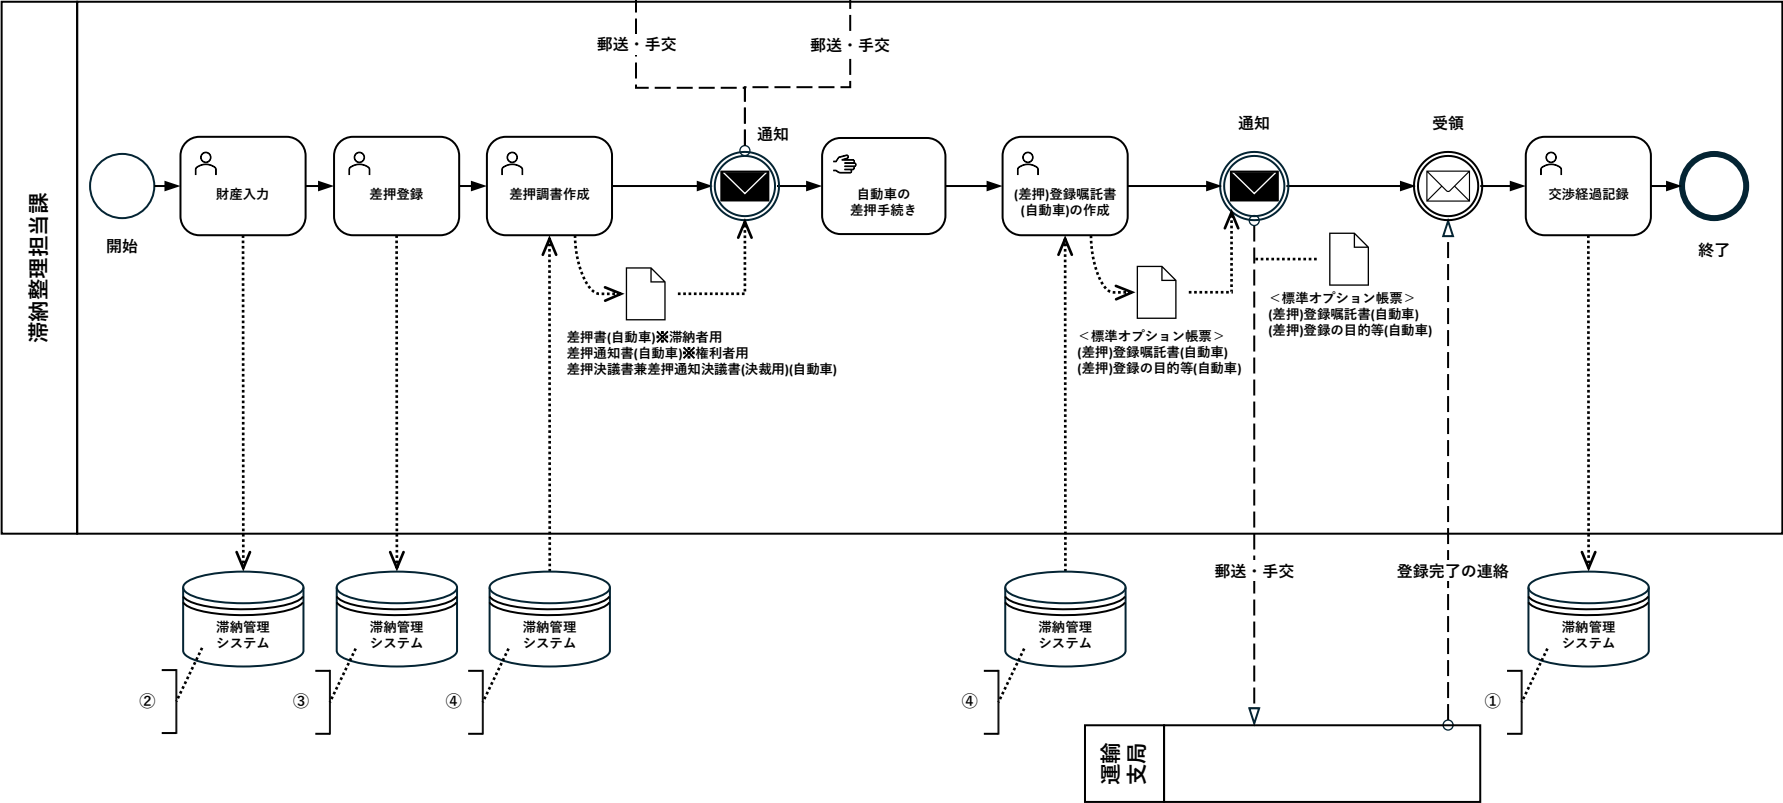 郵送・手交
郵送・手交
滞納整理担当課
開始
財産入力
差押登録
差押調書作成
通知
自動車の
差押手続き
(差押)登録嘱託書
(自動車)の作成
通知
受領
交渉経過記録
終了
差押書(自動車)※滞納者用
差押通知書(自動車)※権利者用
差押決議書兼差押通知決議書(決裁用)(自動車)
＜標準オプション帳票＞
(差押)登録嘱託書(自動車)
(差押)登録の目的等(自動車)
＜標準オプション帳票＞
(差押)登録嘱託書(自動車)
(差押)登録の目的等(自動車)
郵送・手交
登録完了の連絡
滞納管理
システム
②
滞納管理
システム
③
滞納管理
システム
④
滞納管理
システム
④
滞納管理
システム
①
運輸
支局